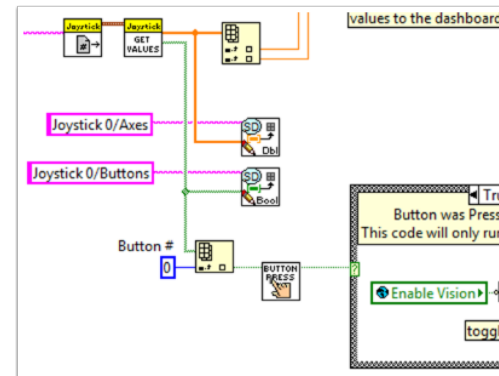 values to the dashboard
Joystick
Joystick
GET
VALUES
Joystick 0/Axes
SD
Dbl
Joystick 0/Buttons
SD
Bool
Button #
0
BUTTON
PRESS
?
Tru
Button was Press
This code will only run
Enable Vision
toggl